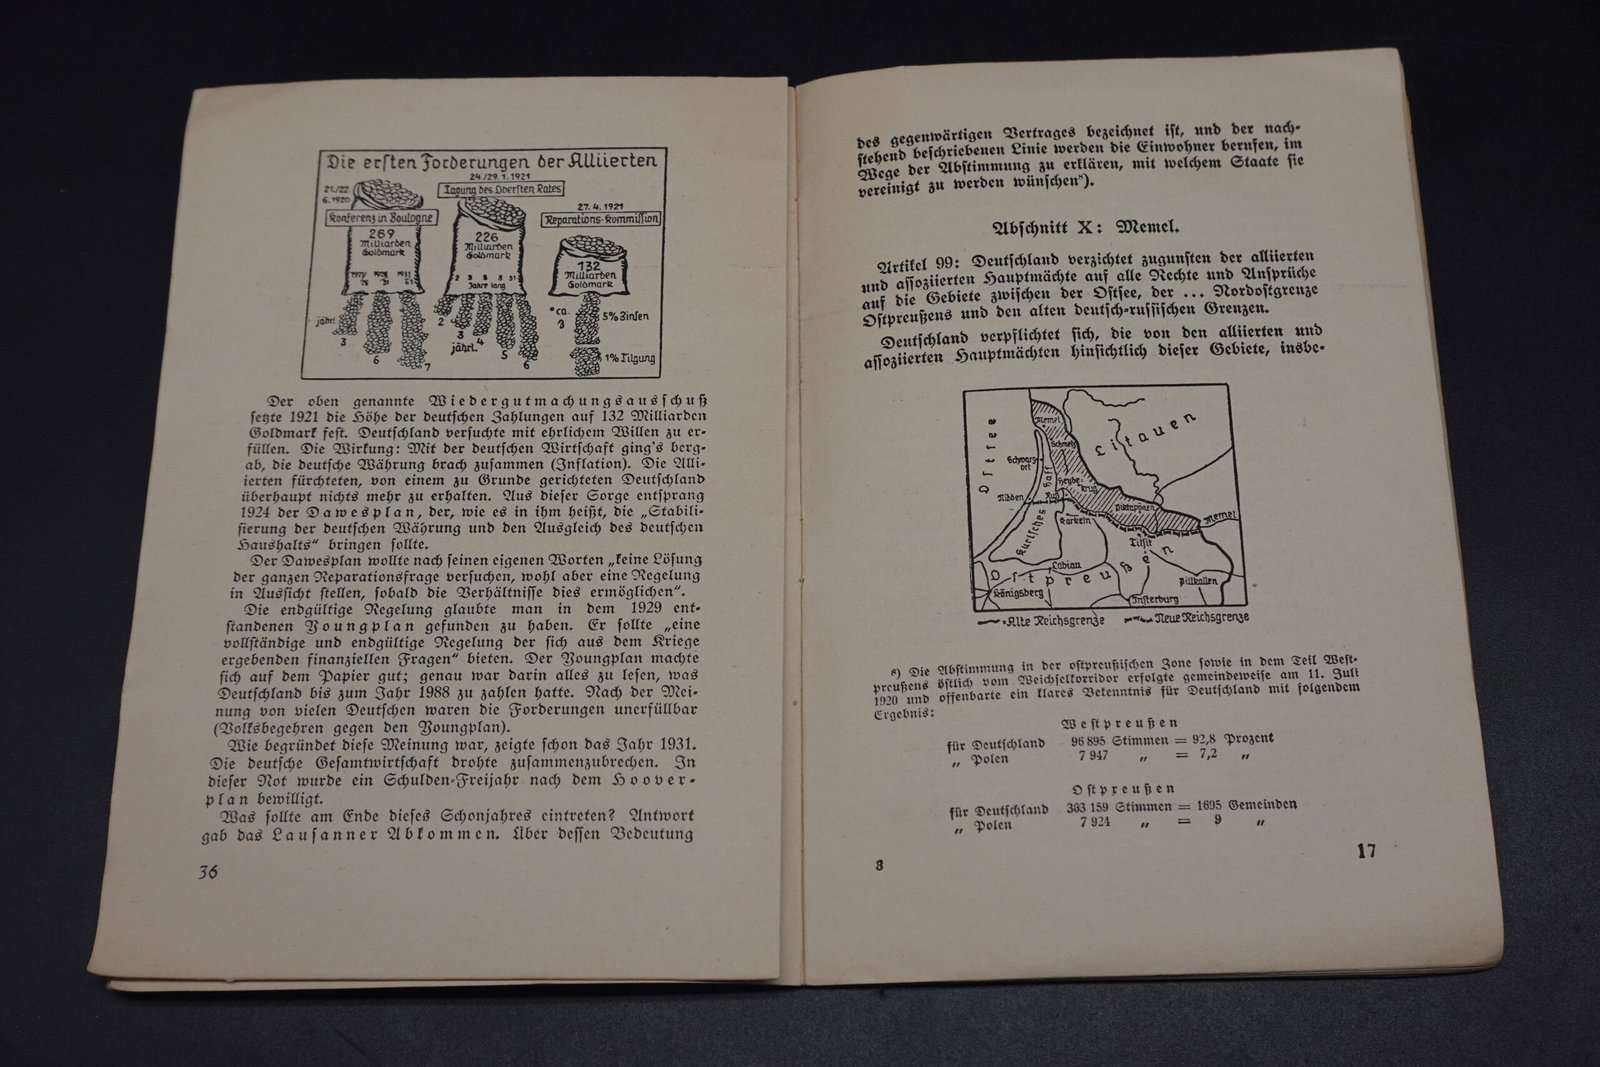 Die ersten Forderungen der Alliierten
24./29. 1. 1921
21./22.
6. 1920
Tagung des Obersten Rates
27. 4. 1921
Konferenz in Boulogne
Reparations-Kommission
269
Milliarden
Goldmark
226
Milliarden
Goldmark
132
Milliarden
Goldmark
Jahre lang
jährl.
3
6
7
2
3
4
5
6
jährl.
ca.
3
5% Zinsen
1% Tilgung
Der oben genannte Wiedergutmachungsausschuß
setzte 1921 die Höhe der deutschen Zahlungen auf 132 Milliarden
Goldmark fest. Deutschland versuchte mit ehrlichem Willen zu er-
füllen. Die Wirkung: Mit der deutschen Wirtschaft ging's berg-
ab, die deutsche Währung brach zusammen (Inflation). Die Alli-
ierten fürchteten, von einem zu Grunde gerichteten Deutschland
überhaupt nichts mehr zu erhalten. Aus dieser Sorge entsprang
1924 der Dawesplan, der, wie es in ihm heißt, die „Stabili-
sierung der deutschen Währung und den Ausgleich des deutschen
Haushalts“ bringen sollte.
Der Dawesplan wollte nach seinen eigenen Worten „keine Lösung
der ganzen Reparationsfrage versuchen, wohl aber eine Regelung
in Aussicht stellen, sobald die Verhältnisse dies ermöglichen“.
Die endgültige Regelung glaubte man in dem 1929 ent-
standenen Youngplan gefunden zu haben. Er sollte „eine
vollständige und endgültige Regelung der sich aus dem Kriege
ergebenden finanziellen Fragen“ bieten. Der Youngplan machte
sich auf dem Papier gut; genau war darin alles zu lesen, was
Deutschland bis zum Jahr 1988 zu zahlen hatte. Nach der Mei-
nung von vielen Deutschen waren die Forderungen unerfüllbar
(Volksbegehren gegen den Youngplan).
Wie begründet diese Meinung war, zeigte schon das Jahr 1931.
Die deutsche Gesamtwirtschaft drohte zusammenzubrechen. In
dieser Not wurde ein Schulden-Freijahr nach dem Hoover-
plan bewilligt.
Was sollte am Ende dieses Schonjahres eintreten? Antwort
gab das Lausanner Abkommen. Über dessen Bedeutung
36
des gegenwärtigen Vertrages bezeichnet ist, und der nach-
stehend beschriebenen Linie werden die Einwohner berufen, im
Wege der Abstimmung zu erklären, mit welchem Staate sie
vereinigt zu werden wünschen⁸).
Abschnitt X: Memel.
Artikel 99: Deutschland verzichtet zugunsten der alliierten
und assoziierten Hauptmächte auf alle Rechte und Ansprüche
auf die Gebiete zwischen der Ostsee, der ... Nordostgrenze
Ostpreußens und den alten deutsch-russischen Grenzen.
Deutschland verpflichtet sich, die von den alliierten und
assoziierten Hauptmächten hinsichtlich dieser Gebiete, insbe-
Ostsee
Memel
Litauen
Schmelz
Schwarz-
ort
Heyde-
krug
Nidden
Ruß
Kurisches Haff
Karkeln
Memel
Tilsit
Labiau
Ostpreußen
Pillkallen
Königsberg
Insterburg
Alte Reichsgrenze
Neue Reichsgrenze
⁸) Die Abstimmung in der ostpreußischen Zone sowie in dem Teil West-
preußens östlich vom Weichselkorridor erfolgte gemeindeweise am 11. Juli
1920 und offenbarte ein klares Bekenntnis für Deutschland mit folgendem
Ergebnis:
Westpreußen
für Deutschland 96 895 Stimmen = 92,8 Prozent
„ Polen 7 947 „ = 7,2 „
Ostpreußen
für Deutschland 363 159 Stimmen = 1695 Gemeinden
„ Polen 7 924 „ = 9 „
3
17